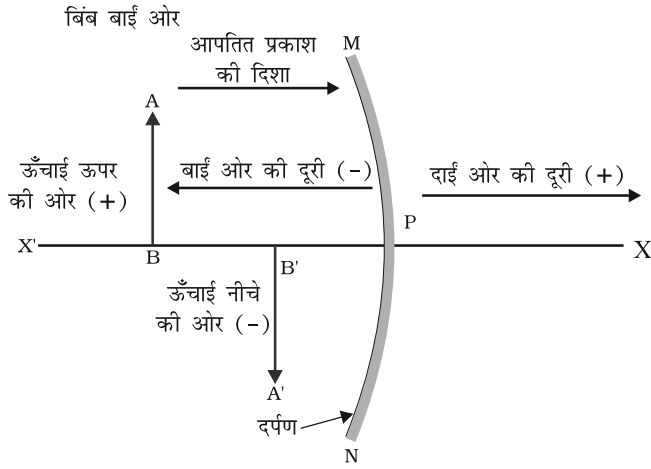 बिंब बाईं ओर
आपतित प्रकाश
की दिशा
M
A
ऊँचाई ऊपर
की ओर (+)
बाईं ओर की दूरी (-)
दाईं ओर की दूरी (+)
P
X'
X
B
B'
ऊँचाई नीचे
की ओर (-)
A'
दर्पण
N